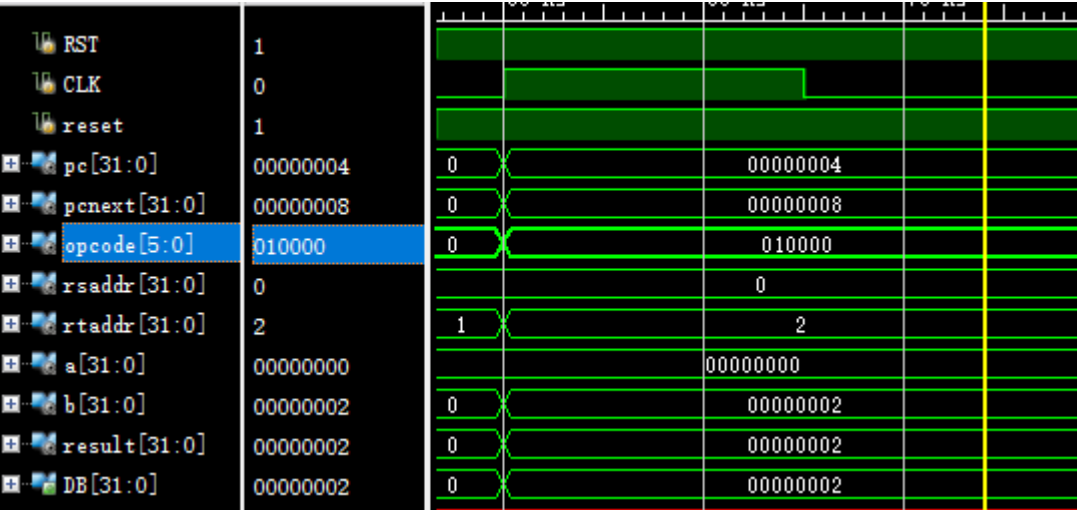 RST 1
CLK 0
reset 1
pc[31:0] 00000004 0 00000004
pcnext[31:0] 00000008 0 00000008
opcode[5:0] 010000 0 010000
rsaddr[31:0] 0 0
rtaddr[31:0] 2 1 2
a[31:0] 00000000 00000000
b[31:0] 00000002 0 00000002
result[31:0] 00000002 0 00000002
DB[31:0] 00000002 0 00000002